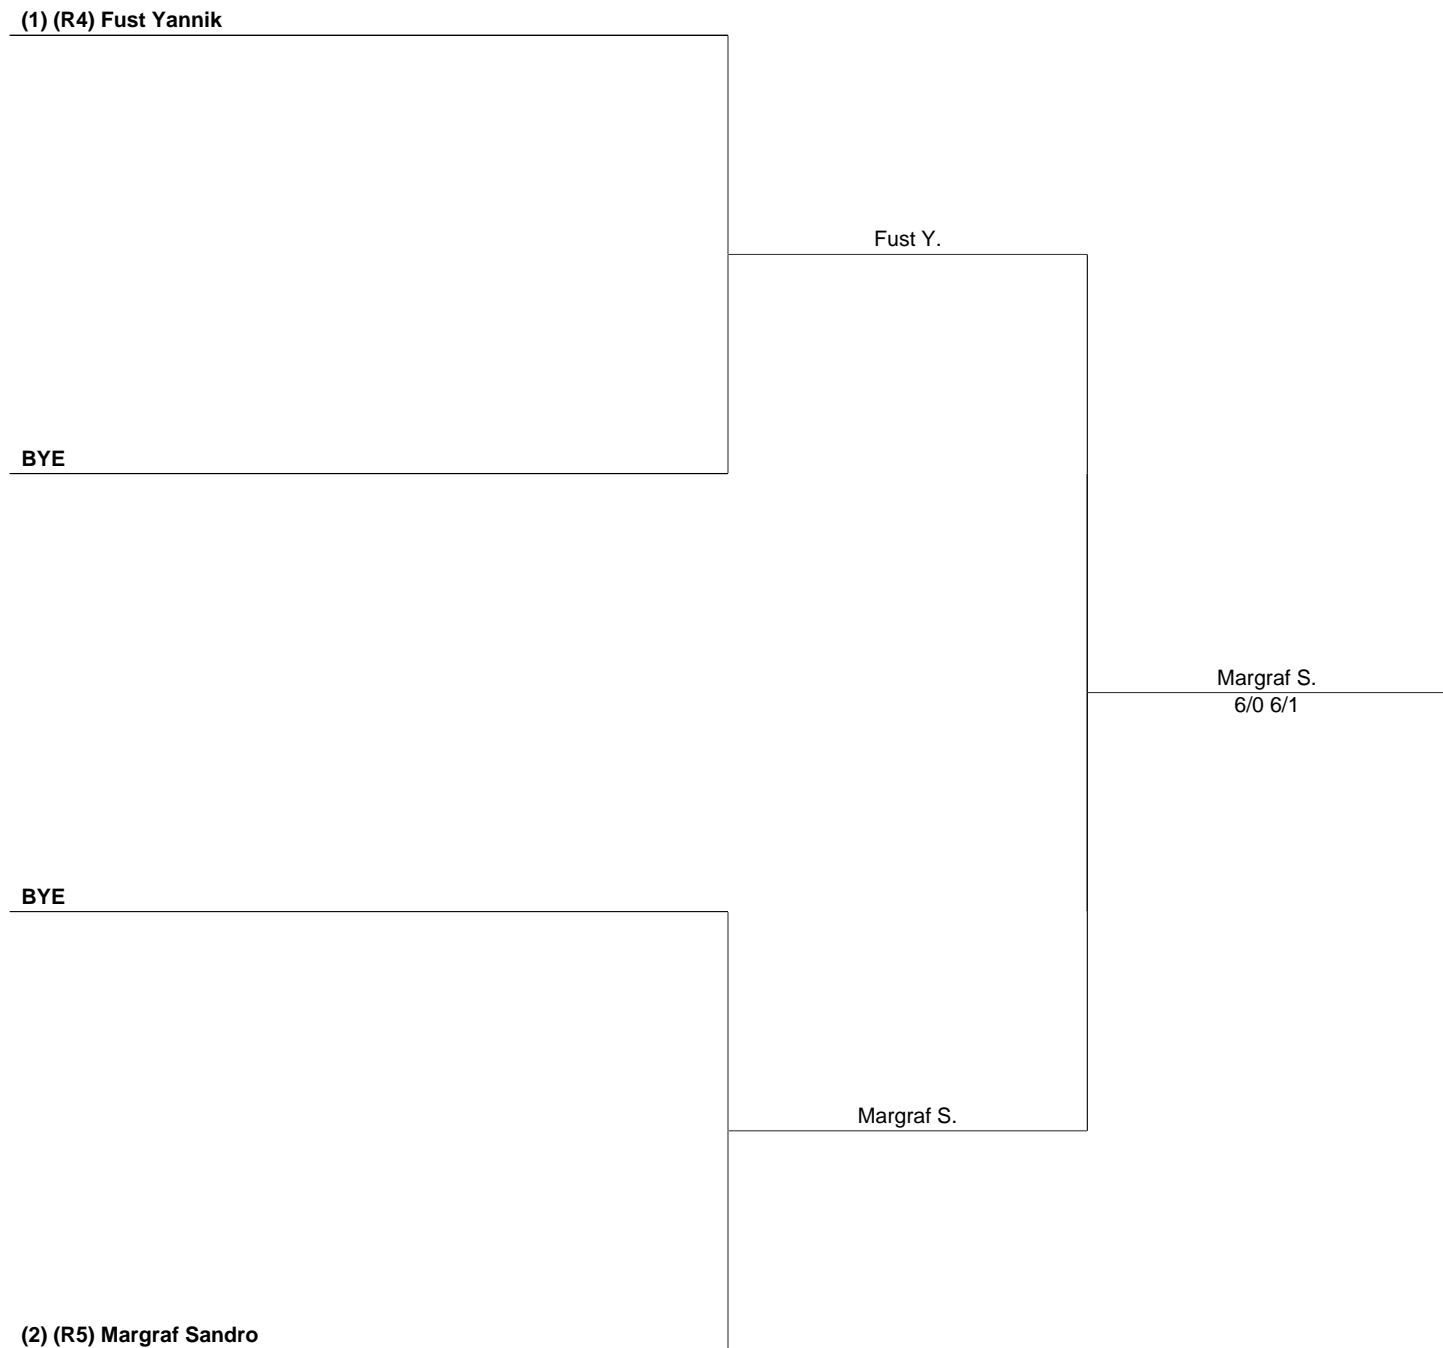 (1) (R4) Fust Yannik
Fust Y.
BYE
Margraf S.
6/0 6/1
BYE
Margraf S.
(2) (R5) Margraf Sandro